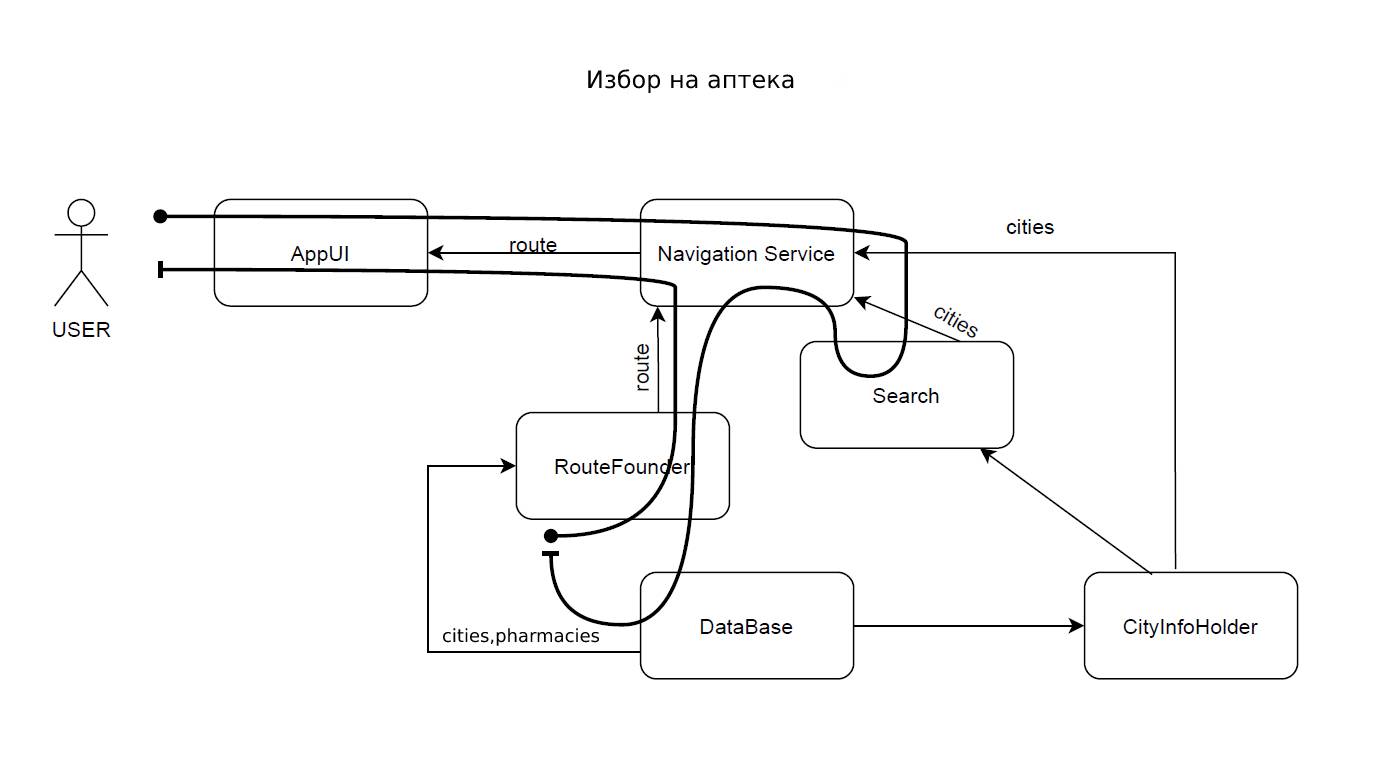 Избор на аптека
USER
AppUI
route
Navigation Service
cities
cities
Search
route
RouteFounder
cities,pharmacies
DataBase
CityInfoHolder